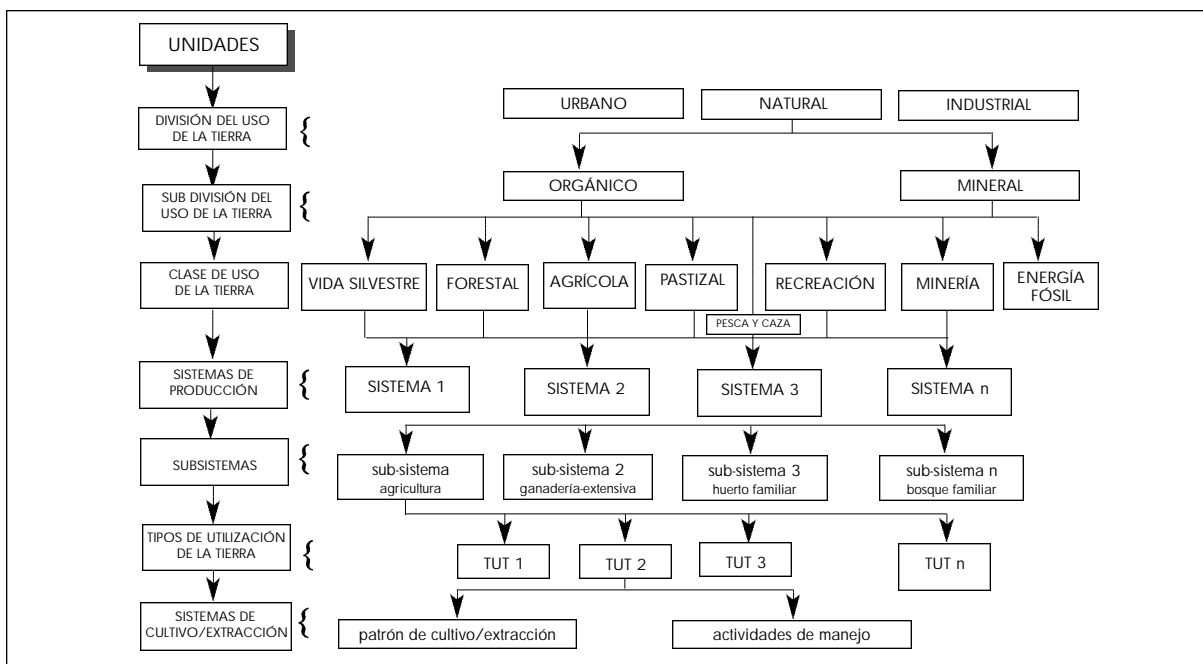 UNIDADES
URBANO
NATURAL
INDUSTRIAL
DIVISIÓN DEL USO
DE LA TIERRA
{
SUB DIVISIÓN DEL
USO DE LA TIERRA
{
ORGÁNICO
MINERAL
CLASE DE USO
DE LA TIERRA
VIDA SILVESTRE
FORESTAL
AGRÍCOLA
PASTIZAL
RECREACIÓN
MINERÍA
ENERGÍA
FÓSIL
PESCA Y CAZA
SISTEMAS DE
PRODUCCIÓN
{
SISTEMA 1
SISTEMA 2
SISTEMA 3
SISTEMA n
SUBSISTEMAS
{
sub-sistema
agricultura
sub-sistema 2
ganadería-extensiva
sub-sistema 3
huerto familiar
sub-sistema n
bosque familiar
TIPOS DE UTILIZACIÓN
DE LA TIERRA
{
TUT 1
TUT 2
TUT 3
TUT n
SISTEMAS DE
CULTIVO/EXTRACCIÓN
{
patrón de cultivo/extracción
actividades de manejo